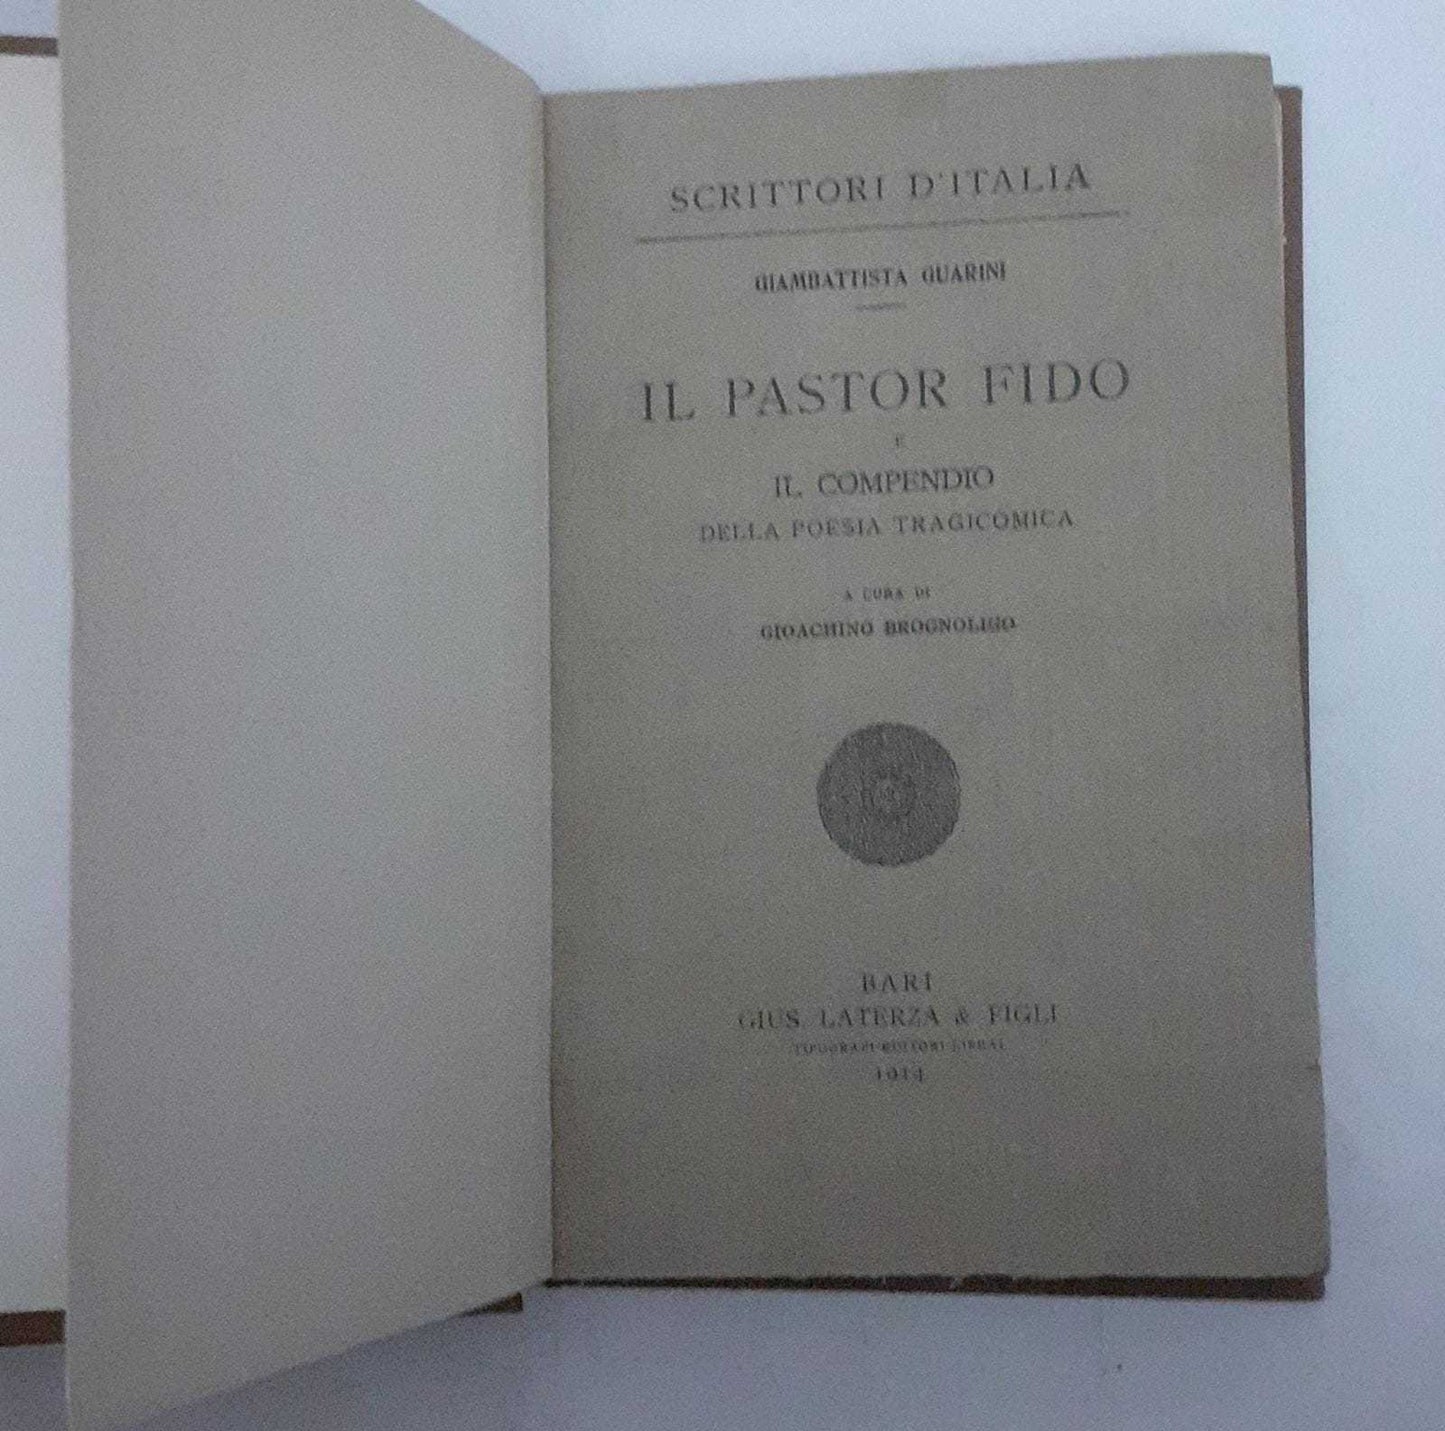 SCRITTORI D'ITALIA
GIAMBATTISTA GUARINI
IL PASTOR FIDO
E
IL COMPENDIO
DELLA POESIA TRAGICOMICA
A CURA DI
GIOACHINO BROGNOLIGO
BARI
GIUS. LATERZA & FIGLI
TIPOGRAFI-EDITORI-LIBRAI
1914